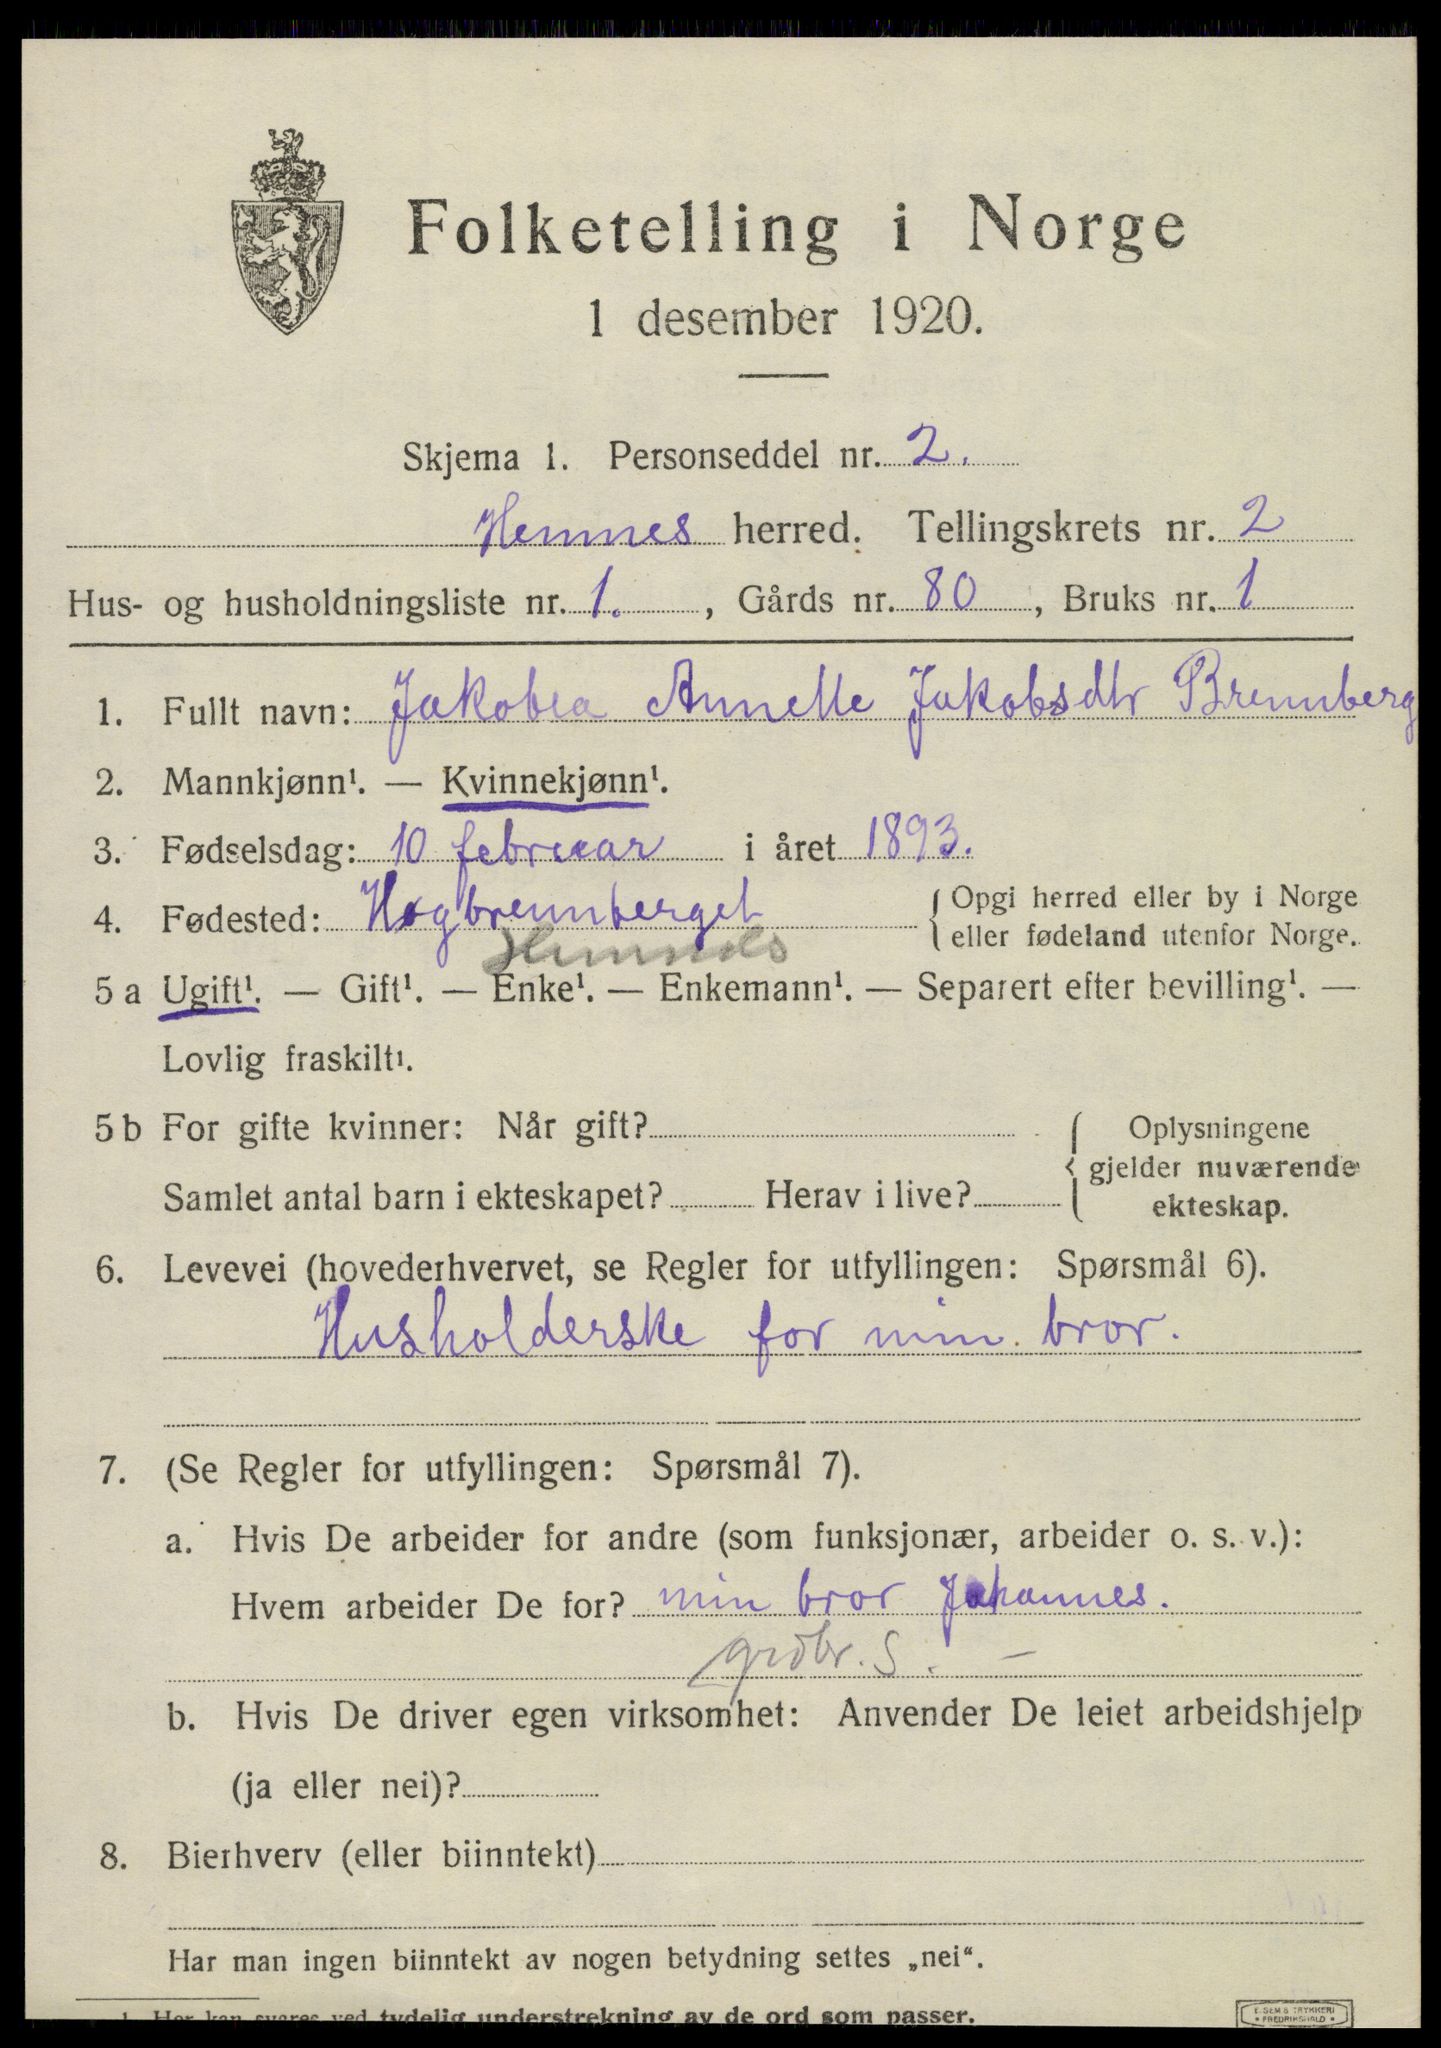 Folketelling i Norge
1 desember 1920.
Skjema 1. Personseddel nr. 2.
Hemnes herred. Tellingskrets nr. 2
Hus- og husholdningsliste nr. 1. , Gårds nr. 80 , Bruks nr. 1
1. Fullt navn: Jakobea Annette Jakobsdtr Brennberg
2. Mannkjønn¹. — Kvinnekjønn¹.
3. Fødselsdag: 10 februar i året 1893.
4. Fødested: Høgbrennberget { Opgi herred eller by i Norge
eller fødeland utenfor Norge.
Hemnes
5 a Ugift¹. — Gift¹. — Enke¹. — Enkemann¹. — Separert efter bevilling¹. —
Lovlig fraskilt¹.
5 b For gifte kvinner: Når gift? { Oplysningene
gjelder nuværende
Samlet antal barn i ekteskapet? Herav i live? ekteskap.
6. Levevei (hovederhvervet, se Regler for utfyllingen: Spørsmål 6).
Husholderske for min bror.
7. (Se Regler for utfyllingen: Spørsmål 7).
a. Hvis De arbeider for andre (som funksjonær, arbeider o. s. v.):
Hvem arbeider De for? min bror Johannes.
grdbr. S. —
b. Hvis De driver egen virksomhet: Anvender De leiet arbeidshjelp
(ja eller nei)?
8. Bierhverv (eller biinntekt)
Har man ingen biinntekt av nogen betydning settes „nei“.
1 Her kan svares ved tydelig understrekning av de ord som passer.
E. SEM'S TRYKKERI
• FREDRIKSHALD •